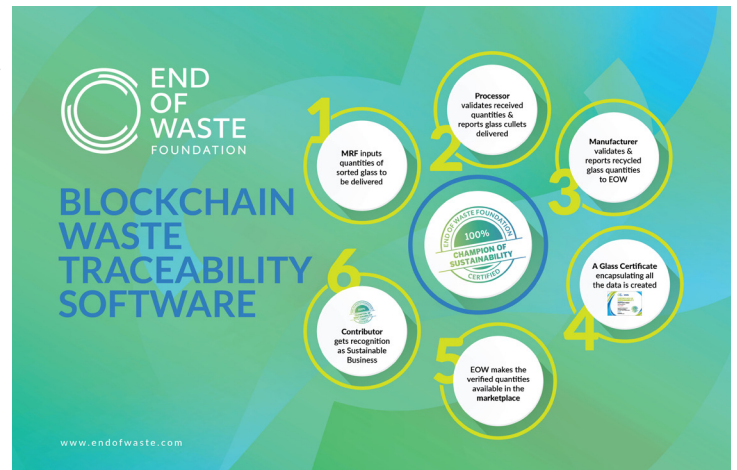 END
OF
WASTE
FOUNDATION
BLOCKCHAIN
WASTE
TRACEABILITY
SOFTWARE
1
MRF inputs
quantities of
sorted glass to
be delivered
2
Processor
validates received
quantities &
reports glass cullets
delivered
3
Manufacturer
validates &
reports recycled
glass quantities
to EOW
4
A Glass Certificate
encapsulating all
the data is created
5
EOW makes the
verified quantities
available in the
marketplace
6
Contributor
gets recognition
as Sustainable
Business
END OF WASTE FOUNDATION
100%
CHAMPION OF
SUSTAINABILITY
CERTIFIED
www.endofwaste.com